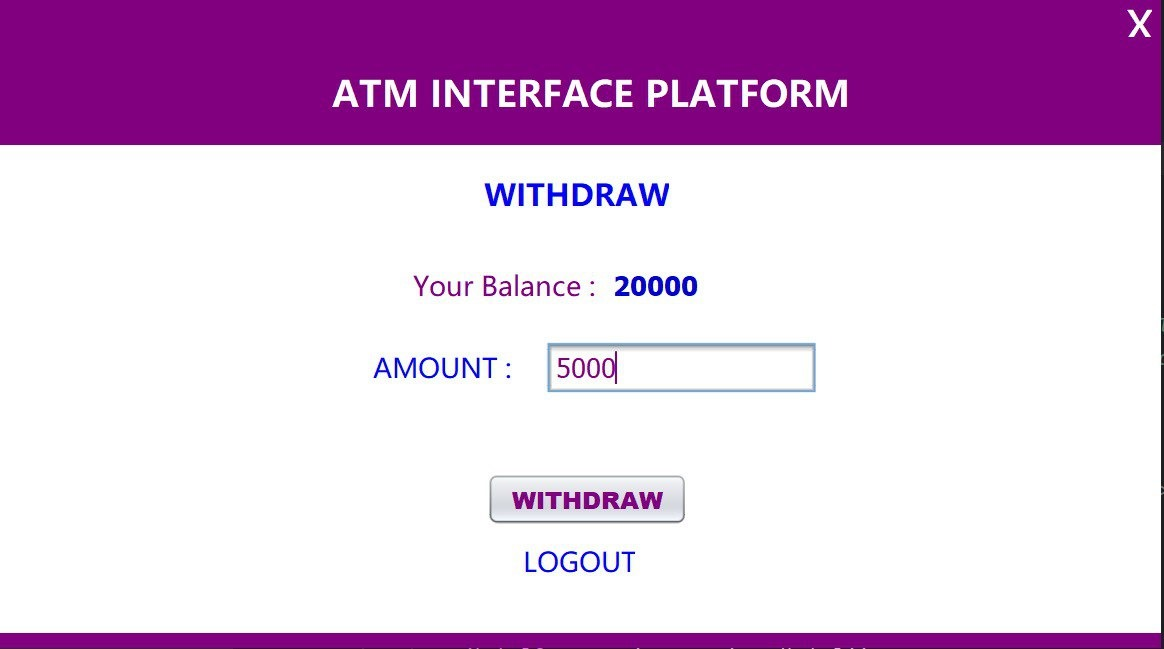 X
ATM INTERFACE PLATFORM
WITHDRAW
Your Balance : 20000
AMOUNT : 5000
WITHDRAW
LOGOUT